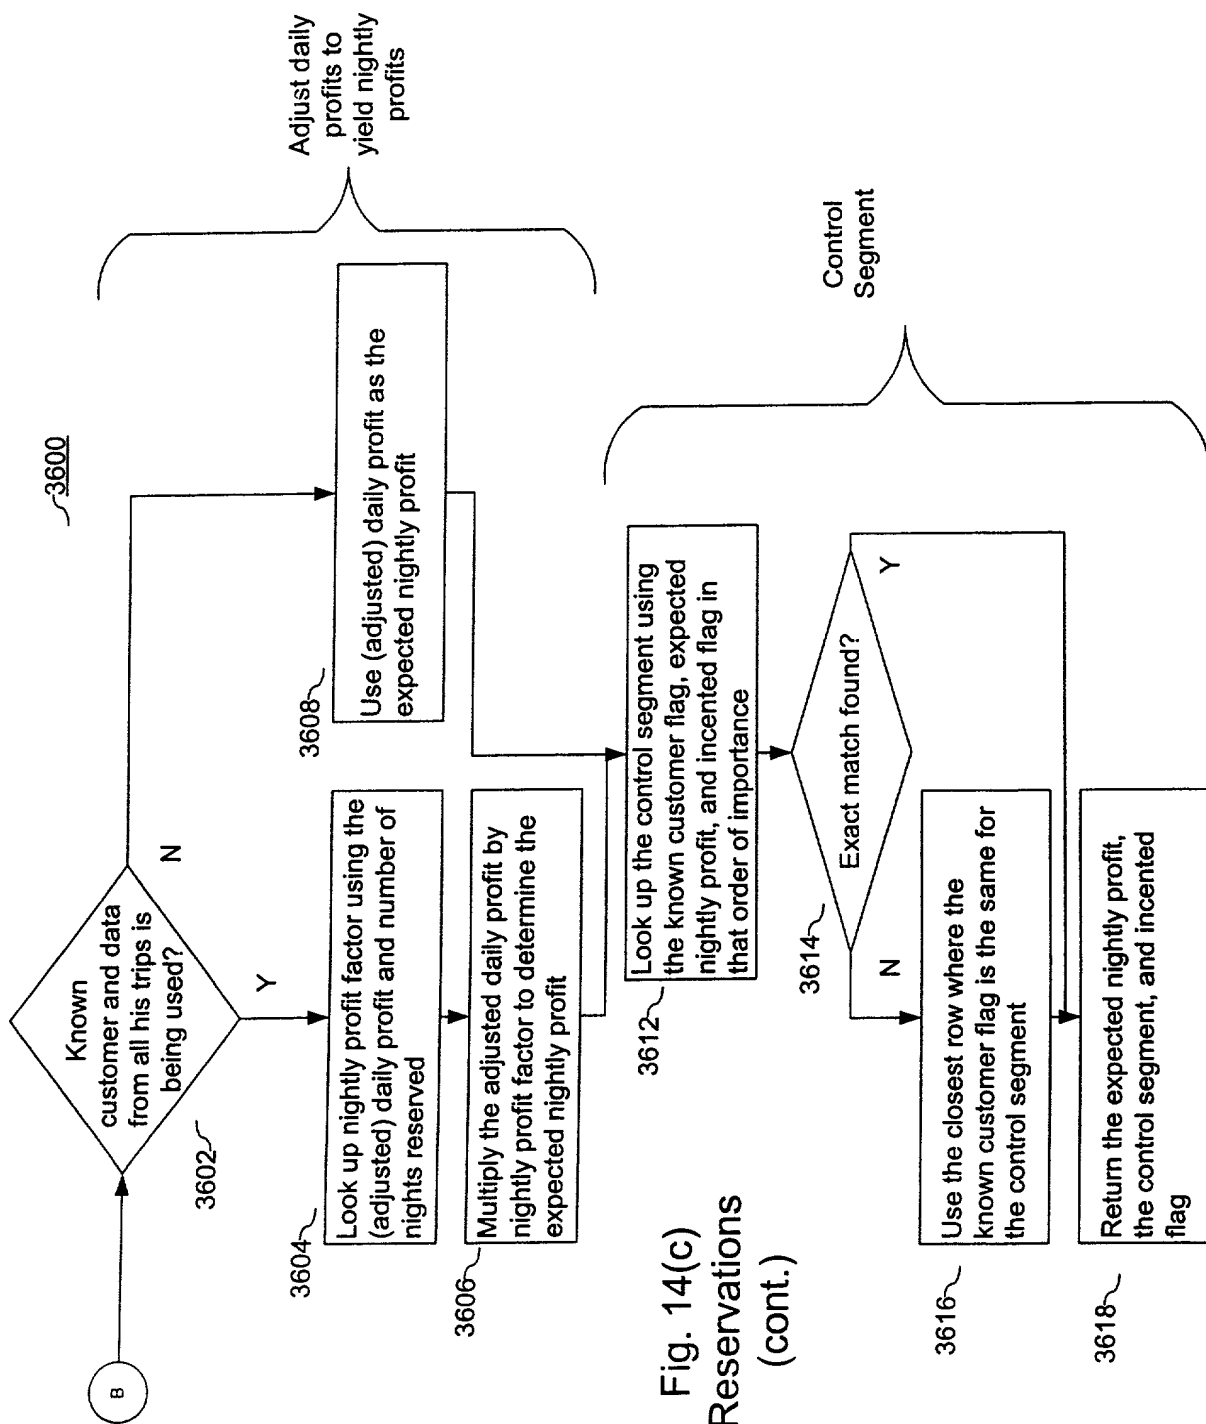 3600
B
Known
customer and data
from all his trips is
being used?
3602
N
Y
Adjust daily
profits to
yield nightly
profits
3604
Look up nightly profit factor using the
(adjusted) daily profit and number of
nights reserved
3608
Use (adjusted) daily profit as the
expected nightly profit
3606
Multiply the adjusted daily profit by
nightly profit factor to determine the
expected nightly profit
3612
Look up the control segment using
the known customer flag, expected
nightly profit, and incented flag in
that order of importance
Control
Segment
3614
Exact match found?
N
Y
3616
Use the closest row where the
known customer flag is the same for
the control segment
3618
Return the expected nightly profit,
the control segment, and incented
flag
Fig. 14(c)
Reservations
(cont.)